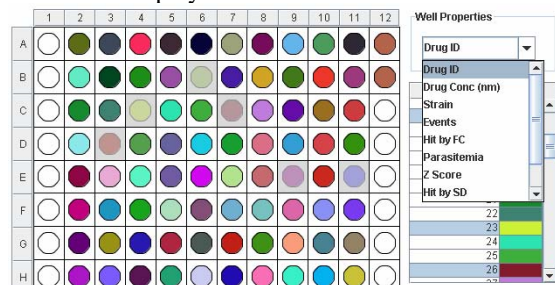 1 2 3 4 5 6 7 8 9 10 11 12
Well Properties
A
Drug ID
B
Drug ID
Drug Conc (nm)
C
Strain
Events
D
Hit by FC
Parasitemia
E
Z Score
Hit by SD
F
22
23
G
24
25
H
26